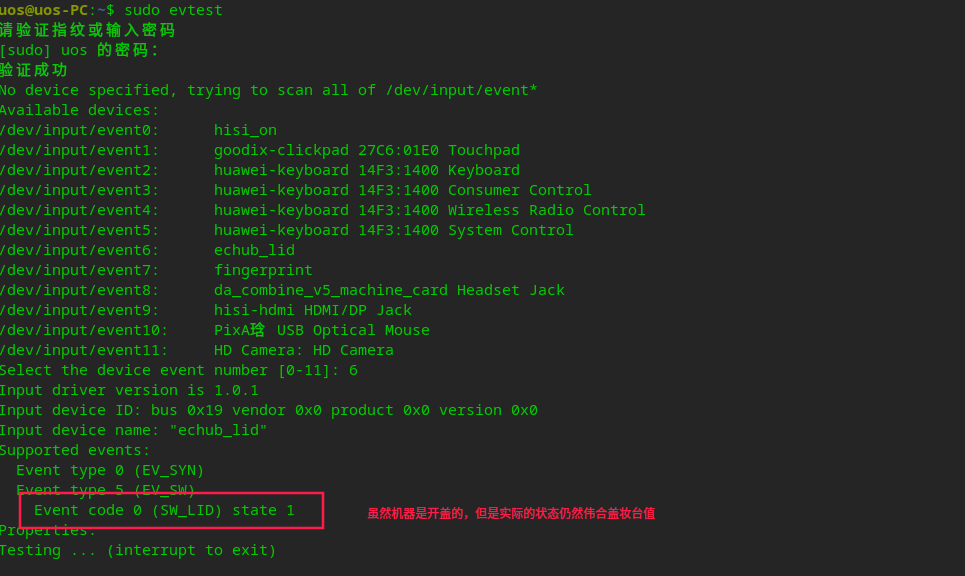 uos@uos-PC:~$ sudo evtest
请验证指纹或输入密码
[sudo] uos 的密码：
验证成功
No device specified, trying to scan all of /dev/input/event*
Available devices:
/dev/input/event0:	hisi_on
/dev/input/event1:	goodix-clickpad 27C6:01E0 Touchpad
/dev/input/event2:	huawei-keyboard 14F3:1400 Keyboard
/dev/input/event3:	huawei-keyboard 14F3:1400 Consumer Control
/dev/input/event4:	huawei-keyboard 14F3:1400 Wireless Radio Control
/dev/input/event5:	huawei-keyboard 14F3:1400 System Control
/dev/input/event6:	echub_lid
/dev/input/event7:	fingerprint
/dev/input/event8:	da_combine_v5_machine_card Headset Jack
/dev/input/event9:	hisi-hdmi HDMI/DP Jack
/dev/input/event10:	PixA琀 USB Optical Mouse
/dev/input/event11:	HD Camera: HD Camera
Select the device event number [0-11]: 6
Input driver version is 1.0.1
Input device ID: bus 0x19 vendor 0x0 product 0x0 version 0x0
Input device name: "echub_lid"
Supported events:
  Event type 0 (EV_SYN)
  Event type 5 (EV_SW)
    Event code 0 (SW_LID) state 1
虽然机器是开盖的，但是实际的状态仍然伟合盖妆台值
Properties:
Testing ... (interrupt to exit)